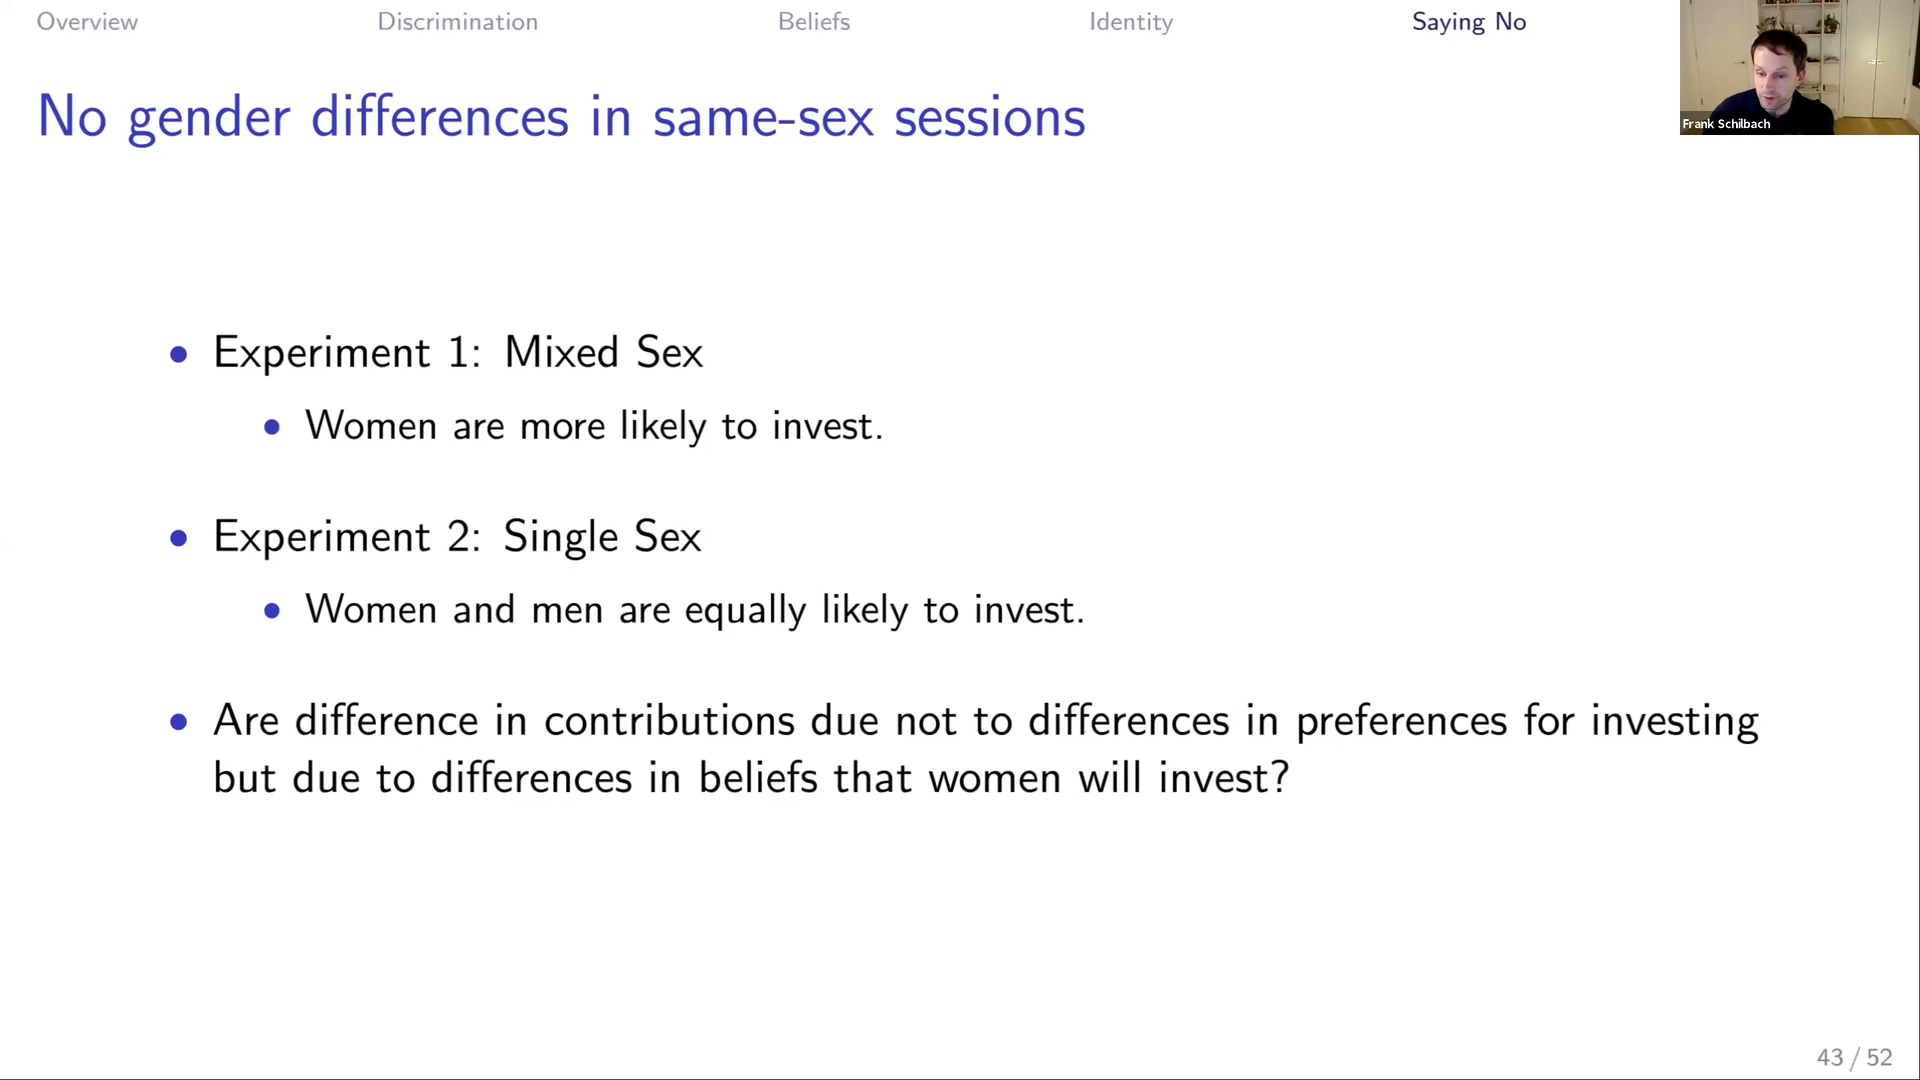 Overview Discrimination Beliefs Identity Saying No
No gender differences in same-sex sessions
Frank Schilbach
• Experiment 1: Mixed Sex
• Women are more likely to invest.
• Experiment 2: Single Sex
• Women and men are equally likely to invest.
• Are difference in contributions due not to differences in preferences for investing
but due to differences in beliefs that women will invest?
43 / 52